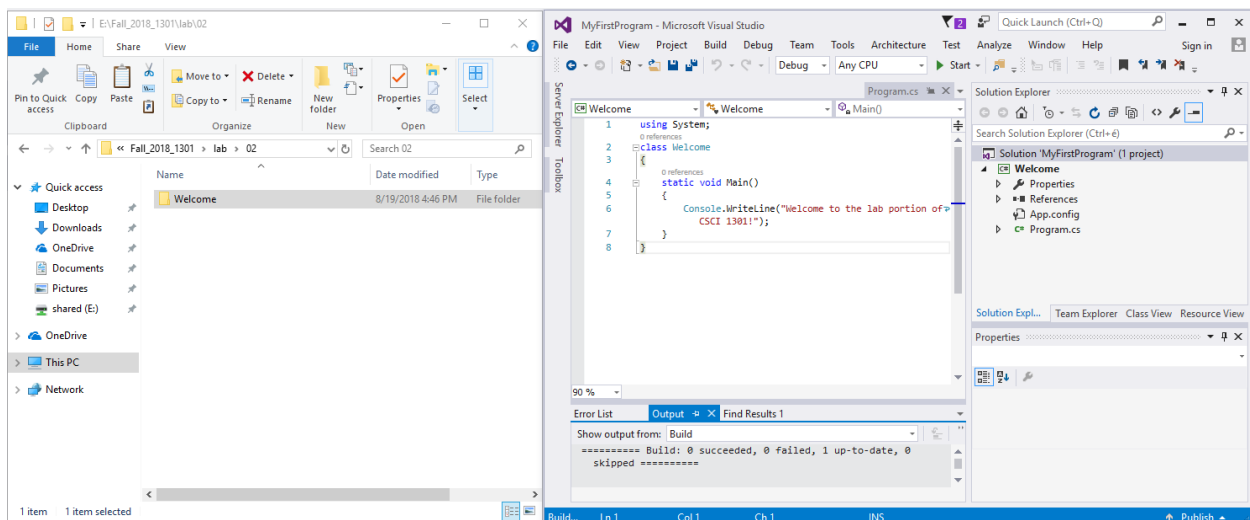 E:\Fall_2018_1301\lab\02
File Home Share View
Pin to Quick access
Copy
Paste
Move to
Copy to
Delete
Rename
New folder
Properties
Select
Clipboard
Organize
New
Open
« Fall_2018_1301 > lab > 02
Search 02
Name Date modified Type
Quick access
Desktop
Downloads
OneDrive
Documents
Pictures
shared (E:)
OneDrive
This PC
Network
Welcome 8/19/2018 4:46 PM File folder
1 item 1 item selected
MyFirstProgram - Microsoft Visual Studio
2
Quick Launch (Ctrl+Q)
File Edit View Project Build Debug Team Tools Architecture Test Analyze Window Help Sign in
Debug Any CPU Start
Server Explorer
Toolbox
Program.cs
C# Welcome Welcome Main()
1 using System;
0 references
2 class Welcome
3 {
0 references
4 static void Main()
5 {
6 Console.WriteLine("Welcome to the lab portion of
CSCI 1301!");
7 }
8 }
90 %
Error List Output Find Results 1
Show output from: Build
========== Build: 0 succeeded, 0 failed, 1 up-to-date, 0
skipped ==========
Solution Explorer
Search Solution Explorer (Ctrl+é)
Solution 'MyFirstProgram' (1 project)
C# Welcome
Properties
References
App.config
C# Program.cs
Solution Expl... Team Explorer Class View Resource View
Properties
Build... Ln 1 Col 1 Ch 1 INS Publish